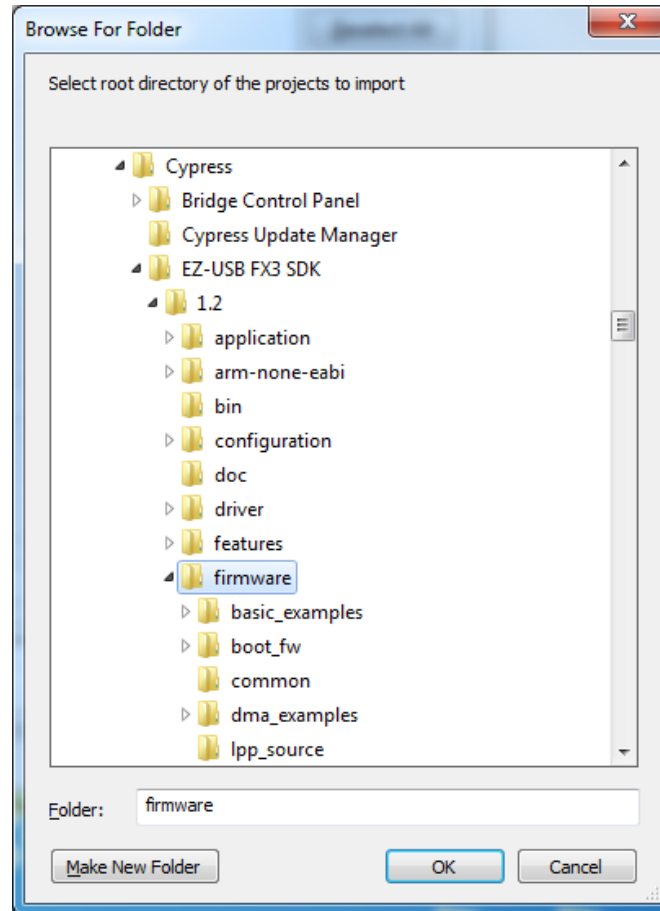 Browse For Folder
Select root directory of the projects to import
Cypress
Bridge Control Panel
Cypress Update Manager
EZ-USB FX3 SDK
1.2
application
arm-none-eabi
bin
configuration
doc
driver
features
firmware
basic_examples
boot_fw
common
dma_examples
lpp_source
Folder: firmware
Make New Folder OK Cancel